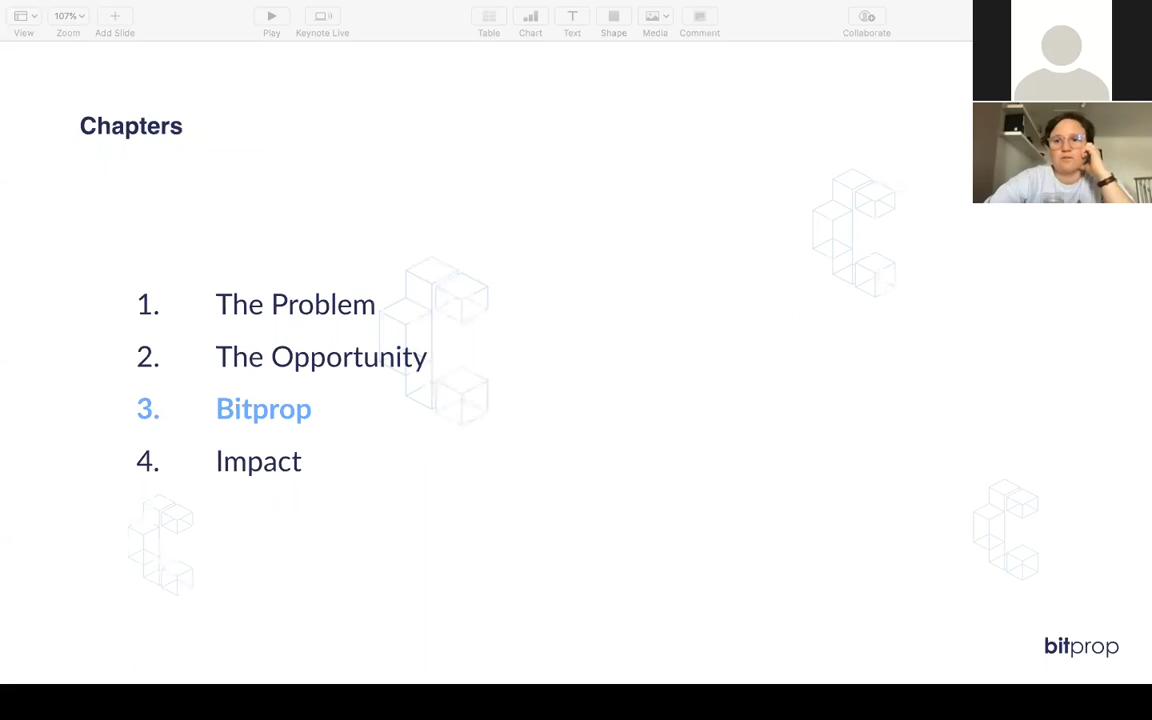 107%
View
Zoom
Add Slide
Play
Keynote Live
Table
Chart
Text
Shape
Media
Comment
Collaborate
Chapters
1. The Problem
2. The Opportunity
3. Bitprop
4. Impact
bitprop